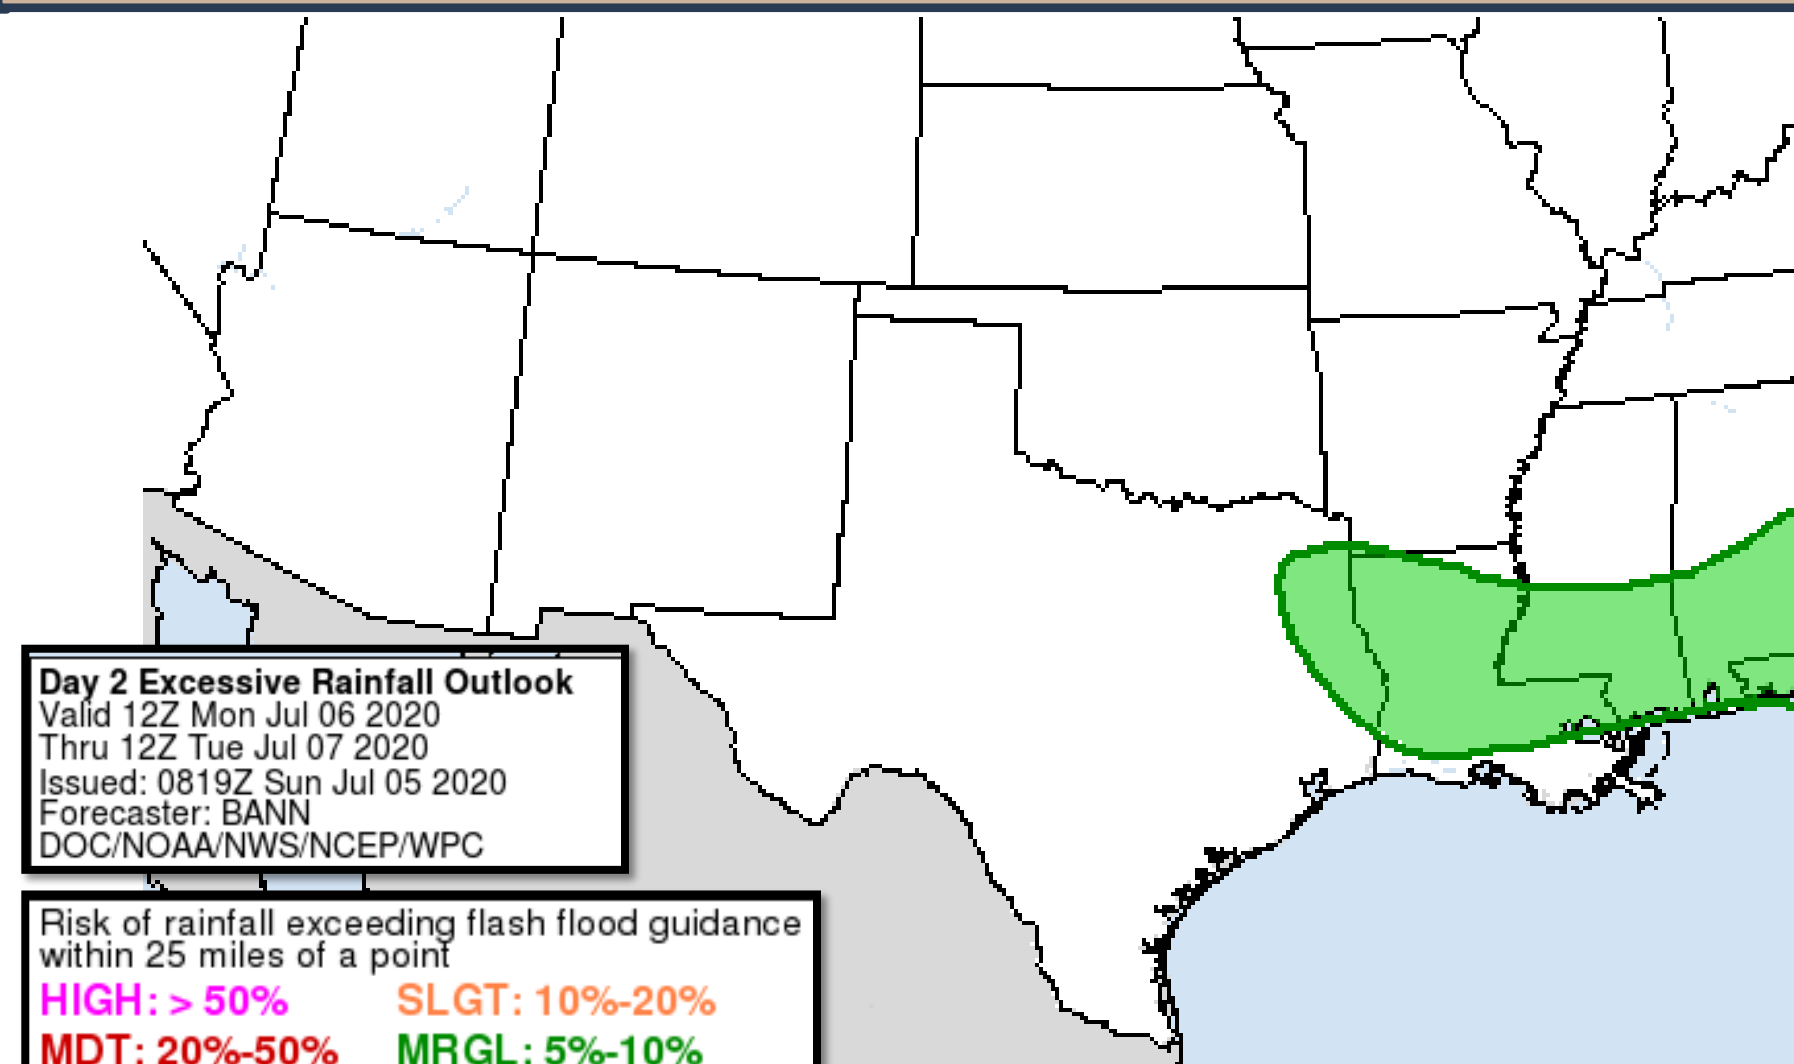 Day 2 Excessive Rainfall Outlook
Valid 12Z Mon Jul 06 2020
Thru 12Z Tue Jul 07 2020
Issued: 0819Z Sun Jul 05 2020
Forecaster: BANN
DOC/NOAA/NWS/NCEP/WPC
Risk of rainfall exceeding flash flood guidance
within 25 miles of a point
HIGH: > 50% SLGT: 10%-20%
MDT: 20%-50% MRGL: 5%-10%